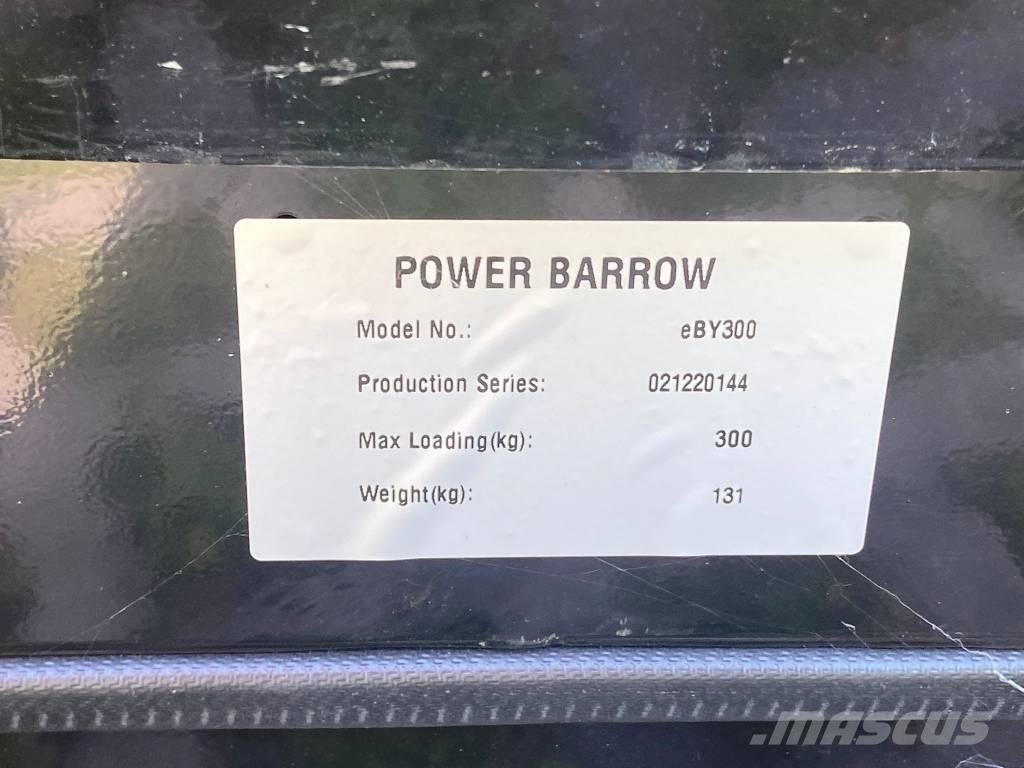 POWER BARROW
Model No.: eBY300
Production Series: 021220144
Max Loading(kg): 300
Weight(kg): 131
mascus